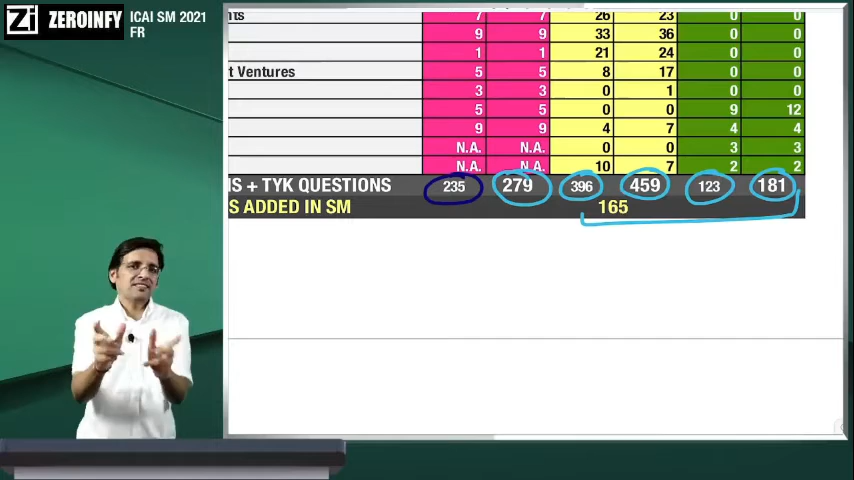 Zi ZEROINFY
ICAI SM 2021
FR
7 7 26 23 0 0
9 9 33 36 0 0
1 1 21 24 0 0
t Ventures 5 5 8 17 0 0
3 3 0 1 0 0
5 5 0 0 9 12
9 9 4 7 4 4
N.A. N.A. 0 0 3 3
N.A. N.A. 10 7 2 2
+ TYK QUESTIONS 235 279 396 459 123 181
S ADDED IN SM 165